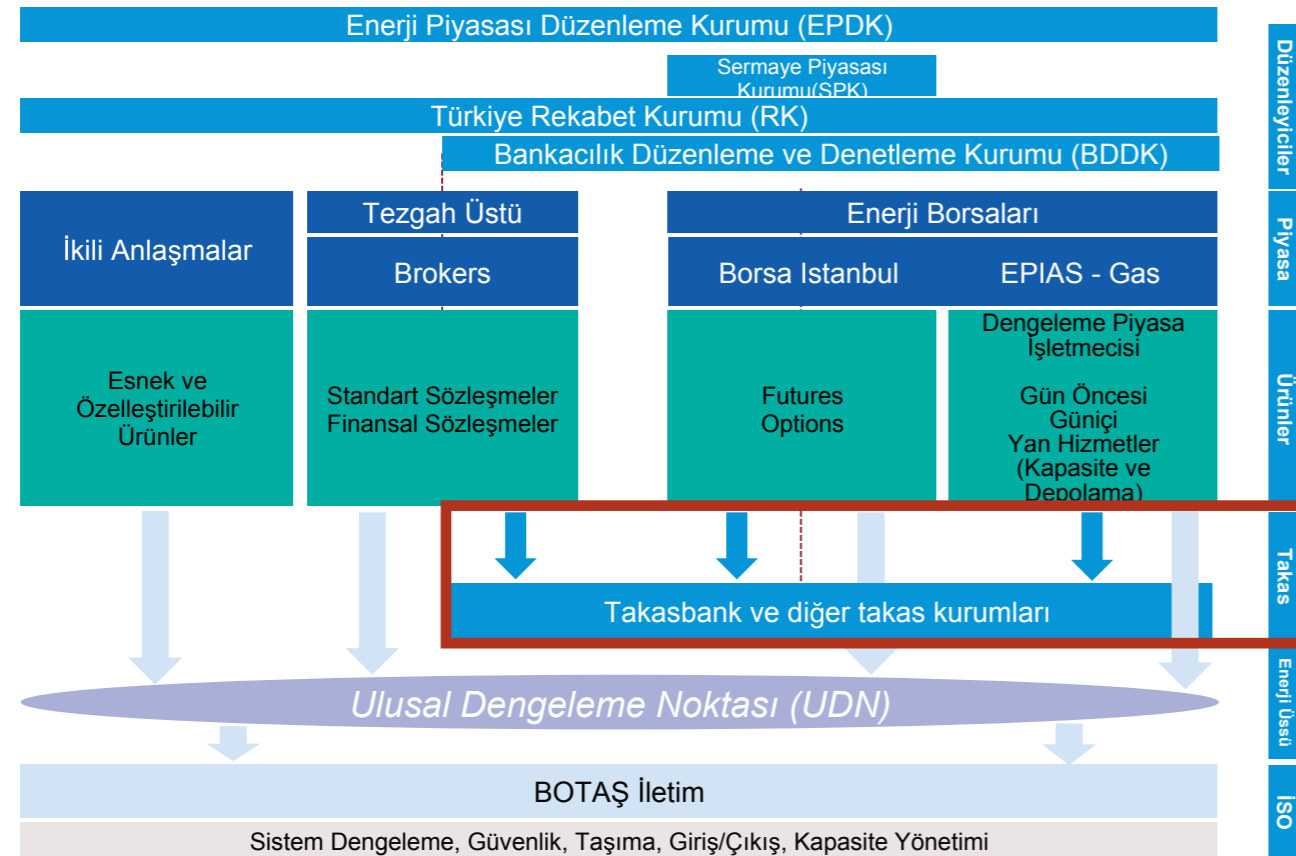 Enerji Piyasası Düzenleme Kurumu (EPDK)
Sermaye Piyasası
Kurumu(SPK)
Türkiye Rekabet Kurumu (RK)
Bankacılık Düzenleme ve Denetleme Kurumu (BDDK)
Düzenleyiciler
İkili Anlaşmalar
Tezgah Üstü
Brokers
Enerji Borsaları
Borsa Istanbul
EPIAS - Gas
Piyasa
Esnek ve
Özelleştirilebilir
Ürünler
Standart Sözleşmeler
Finansal Sözleşmeler
Futures
Options
Dengeleme Piyasa
İşletmecisi
Gün Öncesi
Güniçi
Yan Hizmetler
(Kapasite ve
Depolama)
Ürünler
Takasbank ve diğer takas kurumları
Takas
Ulusal Dengeleme Noktası (UDN)
Enerji Üssü
BOTAŞ İletim
Sistem Dengeleme, Güvenlik, Taşıma, Giriş/Çıkış, Kapasite Yönetimi
İSO